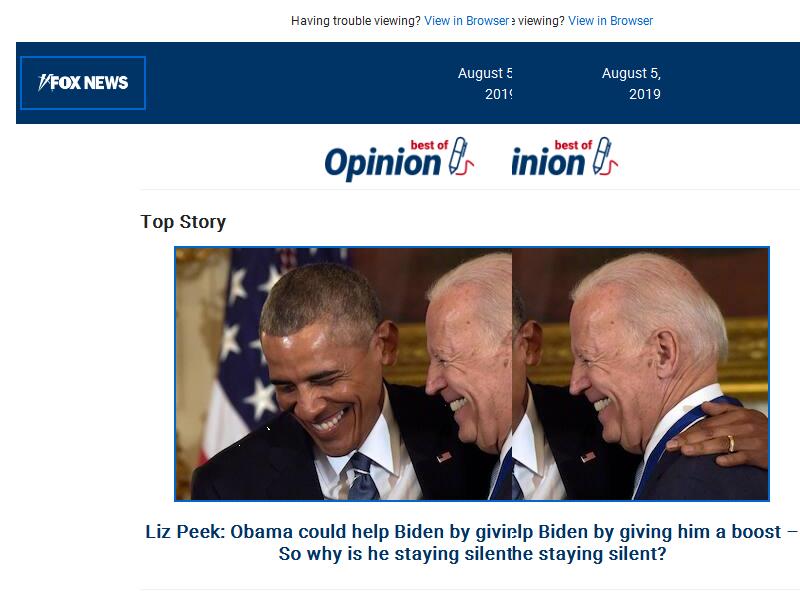 Having trouble viewing? View in Browser e viewing? View in Browser
FOX NEWS
August 5 August 5,
2019 2019
best of best of
Opinion inion
Top Story
Liz Peek: Obama could help Biden by givielp Biden by giving him a boost –
So why is he staying silentthe staying silent?